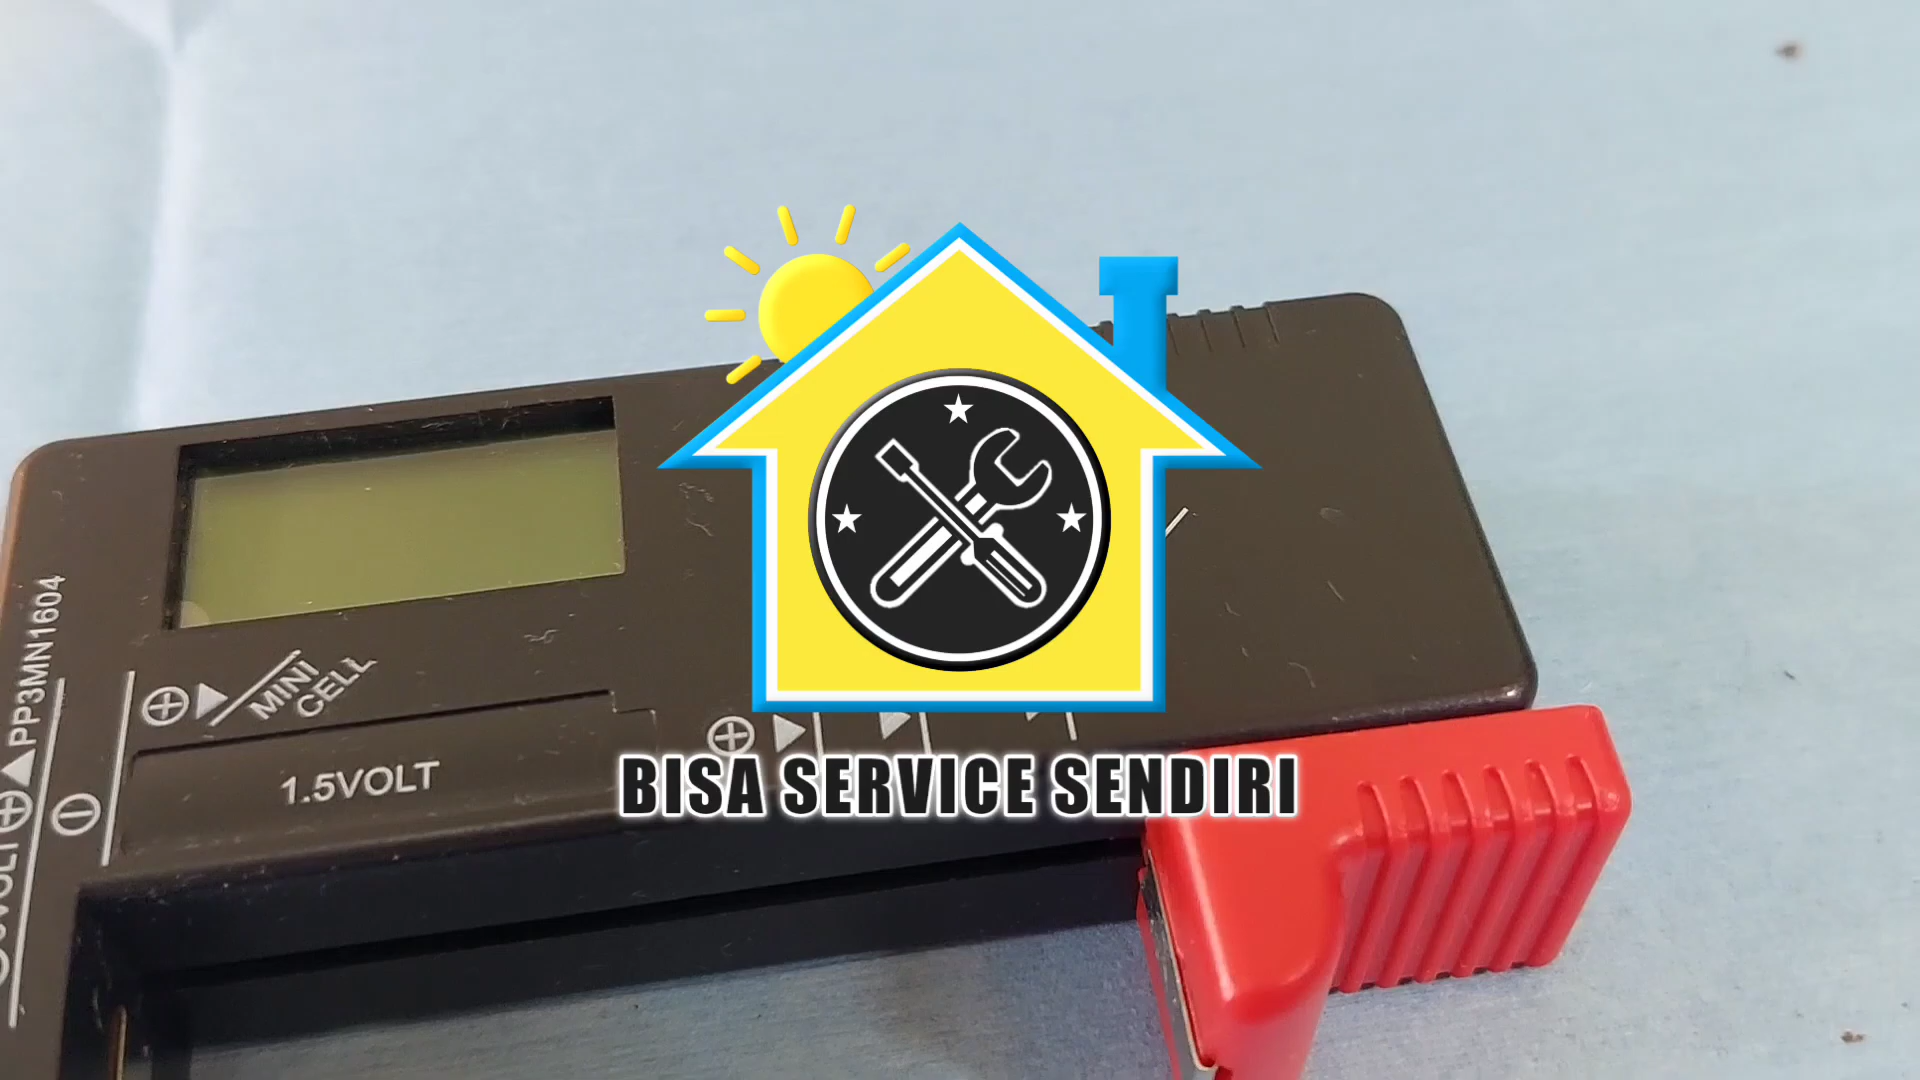 PP3MN1604
MINI
CELL
1.5VOLT
BISA SERVICE SENDIRI